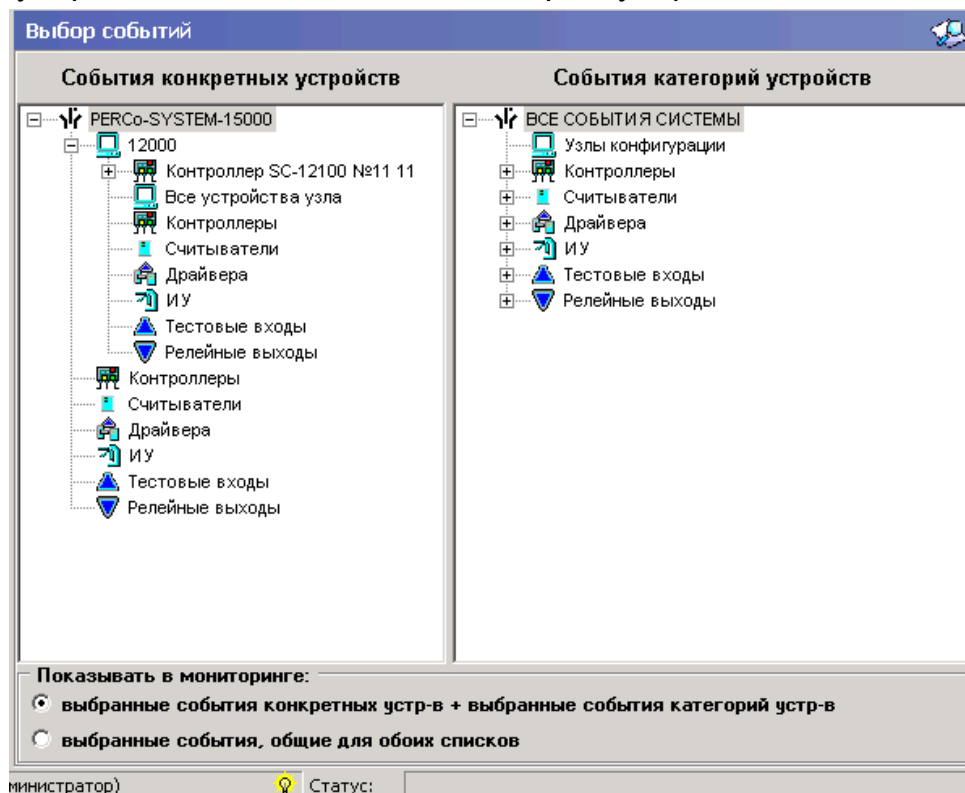 Выбор событий
События конкретных устройств
События категорий устройств
PERCo-SYSTEM-15000
12000
Контроллер SC-12100 №11 11
Все устройства узла
Контроллеры
Считыватели
Драйвера
ИУ
Тестовые входы
Релейные выходы
Контроллеры
Считыватели
Драйвера
ИУ
Тестовые входы
Релейные выходы
ВСЕ СОБЫТИЯ СИСТЕМЫ
Узлы конфигурации
Контроллеры
Считыватели
Драйвера
ИУ
Тестовые входы
Релейные выходы
Показывать в мониторинге:
выбранные события конкретных устр-в + выбранные события категорий устр-в
выбранные события, общие для обоих списков
министратор)
Статус: